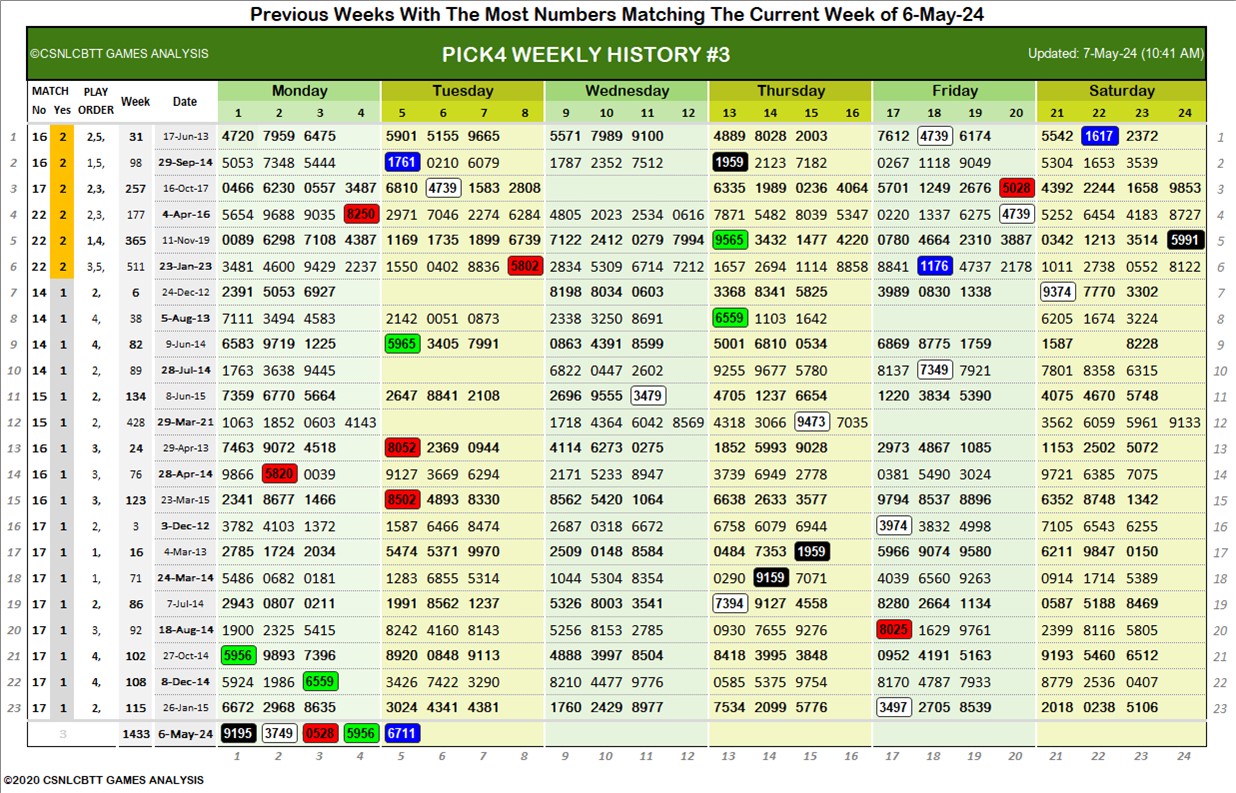 Previous Weeks With The Most Numbers Matching The Current Week of 6-May-24
©CSNLCBTT GAMES ANALYSIS PICK4 WEEKLY HISTORY #3 Updated: 7-May-24 (10:41 AM)
MATCH PLAY Week Date Monday Tuesday Wednesday Thursday Friday Saturday
No Yes ORDER 1 2 3 4 5 6 7 8 9 10 11 12 13 14 15 16 17 18 19 20 21 22 23 24
1 16 2 2,5, 31 17-Jun-13 4720 7959 6475 5901 5155 9665 5571 7989 9100 4889 8028 2003 7612 4739 6174 5542 1617 2372 1
2 16 2 1,5, 98 29-Sep-14 5053 7348 5444 1761 0210 6079 1787 2352 7512 1959 2123 7182 0267 1118 9049 5304 1653 3539 2
3 17 2 2,3, 257 16-Oct-17 0466 6230 0557 3487 6810 4739 1583 2808 6335 1989 0236 4064 5701 1249 2676 5028 4392 2244 1658 9853 3
4 22 2 2,3, 177 4-Apr-16 5654 9688 9035 8250 2971 7046 2274 6284 4805 2023 2534 0616 7871 5482 8039 5347 0220 1337 6275 4739 5252 6454 4183 8727 4
5 22 2 1,4, 365 11-Nov-19 0089 6298 7108 4387 1169 1735 1899 6739 7122 2412 0279 7994 9565 3432 1477 4220 0780 4664 2310 3887 0342 1213 3514 5991 5
6 22 2 3,5, 511 23-Jan-23 3481 4600 9429 2237 1550 0402 8836 5802 2834 5309 6714 7212 1657 2694 1114 8858 8841 1176 4737 2178 1011 2738 0552 8122 6
7 14 1 2, 6 24-Dec-12 2391 5053 6927 8198 8034 0603 3368 8341 5825 3989 0830 1338 9374 7770 3302 7
8 14 1 4, 38 5-Aug-13 7111 3494 4583 2142 0051 0873 2338 3250 8691 6559 1103 1642 6205 1674 3224 8
9 14 1 4, 82 9-Jun-14 6583 9719 1225 5965 3405 7991 0863 4391 8599 5001 6810 0534 6869 8775 1759 1587 8228 9
10 14 1 2, 89 28-Jul-14 1763 3638 9445 6822 0447 2602 9255 9677 5780 8137 7349 7921 7801 8358 6315 10
11 15 1 2, 134 8-Jun-15 7359 6770 5664 2647 8841 2108 2696 9555 3479 4705 1237 6654 1220 3834 5390 4075 4670 5748 11
12 15 1 2, 428 29-Mar-21 1063 1852 0603 4143 1718 4364 6042 8569 4318 3066 9473 7035 3562 6059 5961 9133 12
13 16 1 3, 24 29-Apr-13 7463 9072 4518 8052 2369 0944 4114 6273 0275 1852 5993 9028 2973 4867 1085 1153 2502 5072 13
14 16 1 3, 76 28-Apr-14 9866 5820 0039 9127 3669 6294 2171 5233 8947 3739 6949 2778 0381 5490 3024 9721 6385 7075 14
15 16 1 3, 123 23-Mar-15 2341 8677 1466 8502 4893 8330 8562 5420 1064 6638 2633 3577 9794 8537 8896 6352 8748 1342 15
16 17 1 2, 3 3-Dec-12 3782 4103 1372 1587 6466 8474 2687 0318 6672 6758 6079 6944 3974 3832 4998 7105 6543 6255 16
17 17 1 1, 16 4-Mar-13 2785 1724 2034 5474 5371 9970 2509 0148 8584 0484 7353 1959 5966 9074 9580 6211 9847 0150 17
18 17 1 1, 71 24-Mar-14 5486 0682 0181 1283 6855 5314 1044 5304 8354 0290 9159 7071 4039 6560 9263 0914 1714 5389 18
19 17 1 2, 86 7-Jul-14 2943 0807 0211 1991 8562 1237 5326 8003 3541 7394 9127 4558 8280 2664 1134 0587 5188 8469 19
20 17 1 3, 92 18-Aug-14 1900 2325 5415 8242 4160 8143 5256 8153 2785 0930 7655 9276 8025 1629 9761 2399 8116 5805 20
21 17 1 4, 102 27-Oct-14 5956 9893 7396 8920 0848 9113 4888 3997 8504 8418 3995 3848 0952 4191 5163 9193 5460 6512 21
22 17 1 4, 108 8-Dec-14 5924 1986 6559 3426 7422 3290 8210 4477 9776 0585 5375 9754 8170 4787 7933 8779 2536 0407 22
23 17 1 2, 115 26-Jan-15 6672 2968 8635 3024 4341 4381 1760 2429 8977 7534 2099 5776 3497 2705 8539 2018 0238 5106 23
3 1433 6-May-24 9195 3749 0528 5956 6711
1 2 3 4 5 6 7 8 9 10 11 12 13 14 15 16 17 18 19 20 21 22 23 24
©2020 CSNLCBTT GAMES ANALYSIS